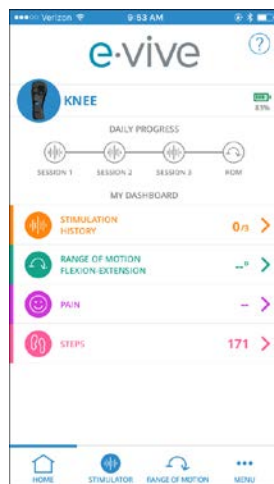 Verizon 9:53 AM
e·vive
?
KNEE
83%
DAILY PROGRESS
SESSION 1 SESSION 2 SESSION 3 ROM
MY DASHBOARD
STIMULATION
HISTORY
0/3
RANGE OF MOTION
FLEXION-EXTENSION
--°
PAIN
--
STEPS
171
HOME STIMULATOR RANGE OF MOTION MENU